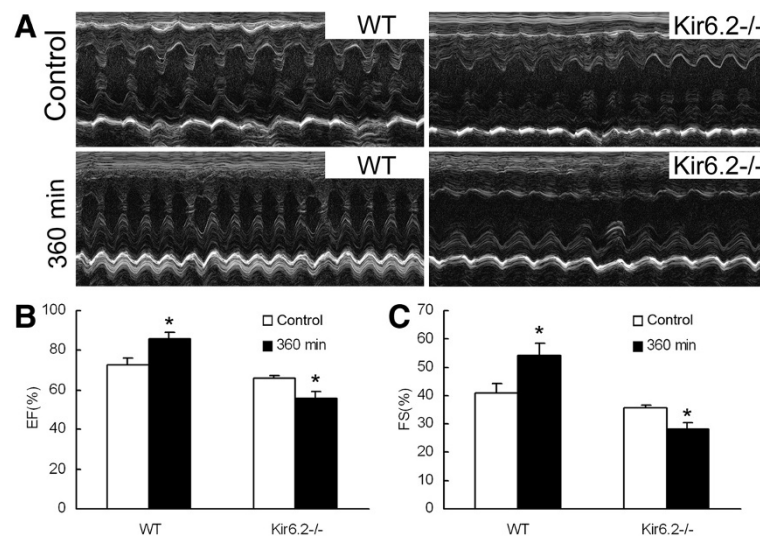 A
Control
WT
Kir6.2-/-
360 min
WT
Kir6.2-/-
B
100
80
60
40
20
0
EF(%)
Control
360 min
*
*
WT
Kir6.2-/-
C
70
60
50
40
30
20
10
0
FS(%)
Control
360 min
*
*
WT
Kir6.2-/-